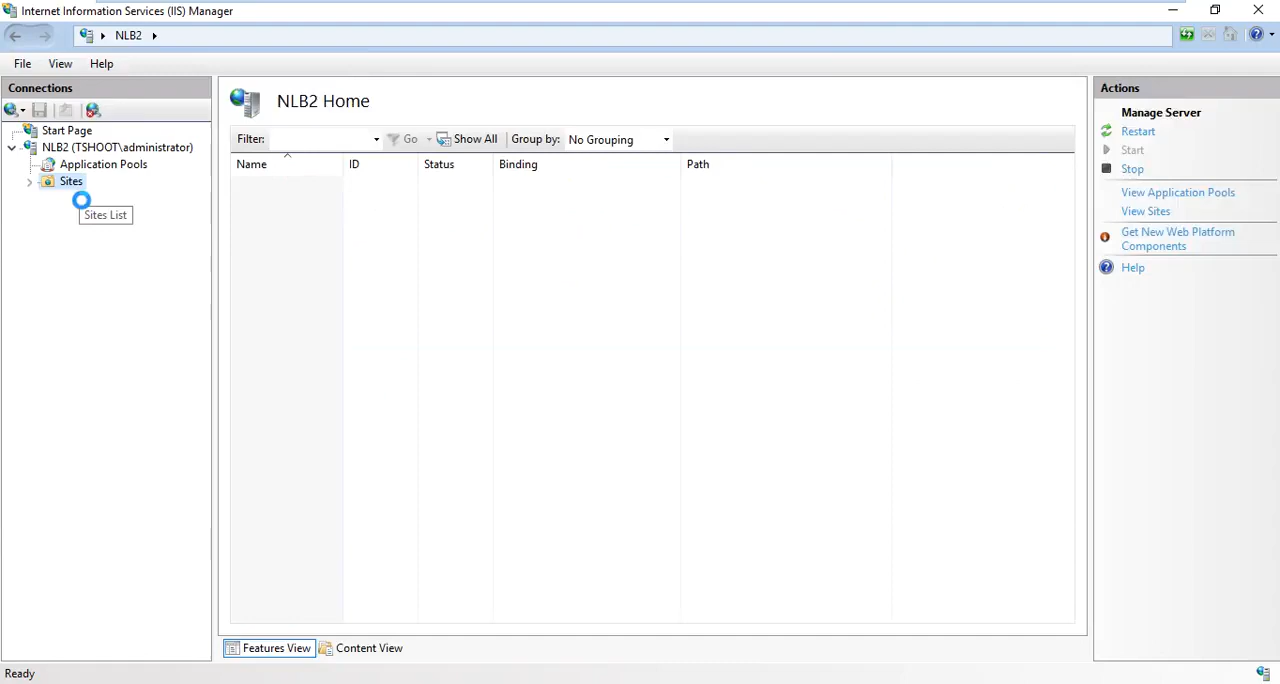 Internet Information Services (IIS) Manager
NLB2
File View Help
Connections
Start Page
NLB2 (TSHOOT\administrator)
Application Pools
Sites
Sites List
NLB2 Home
Filter: Go Show All Group by: No Grouping
Name ID Status Binding Path
Features View Content View
Actions
Manage Server
Restart
Start
Stop
View Application Pools
View Sites
Get New Web Platform
Components
Help
Ready